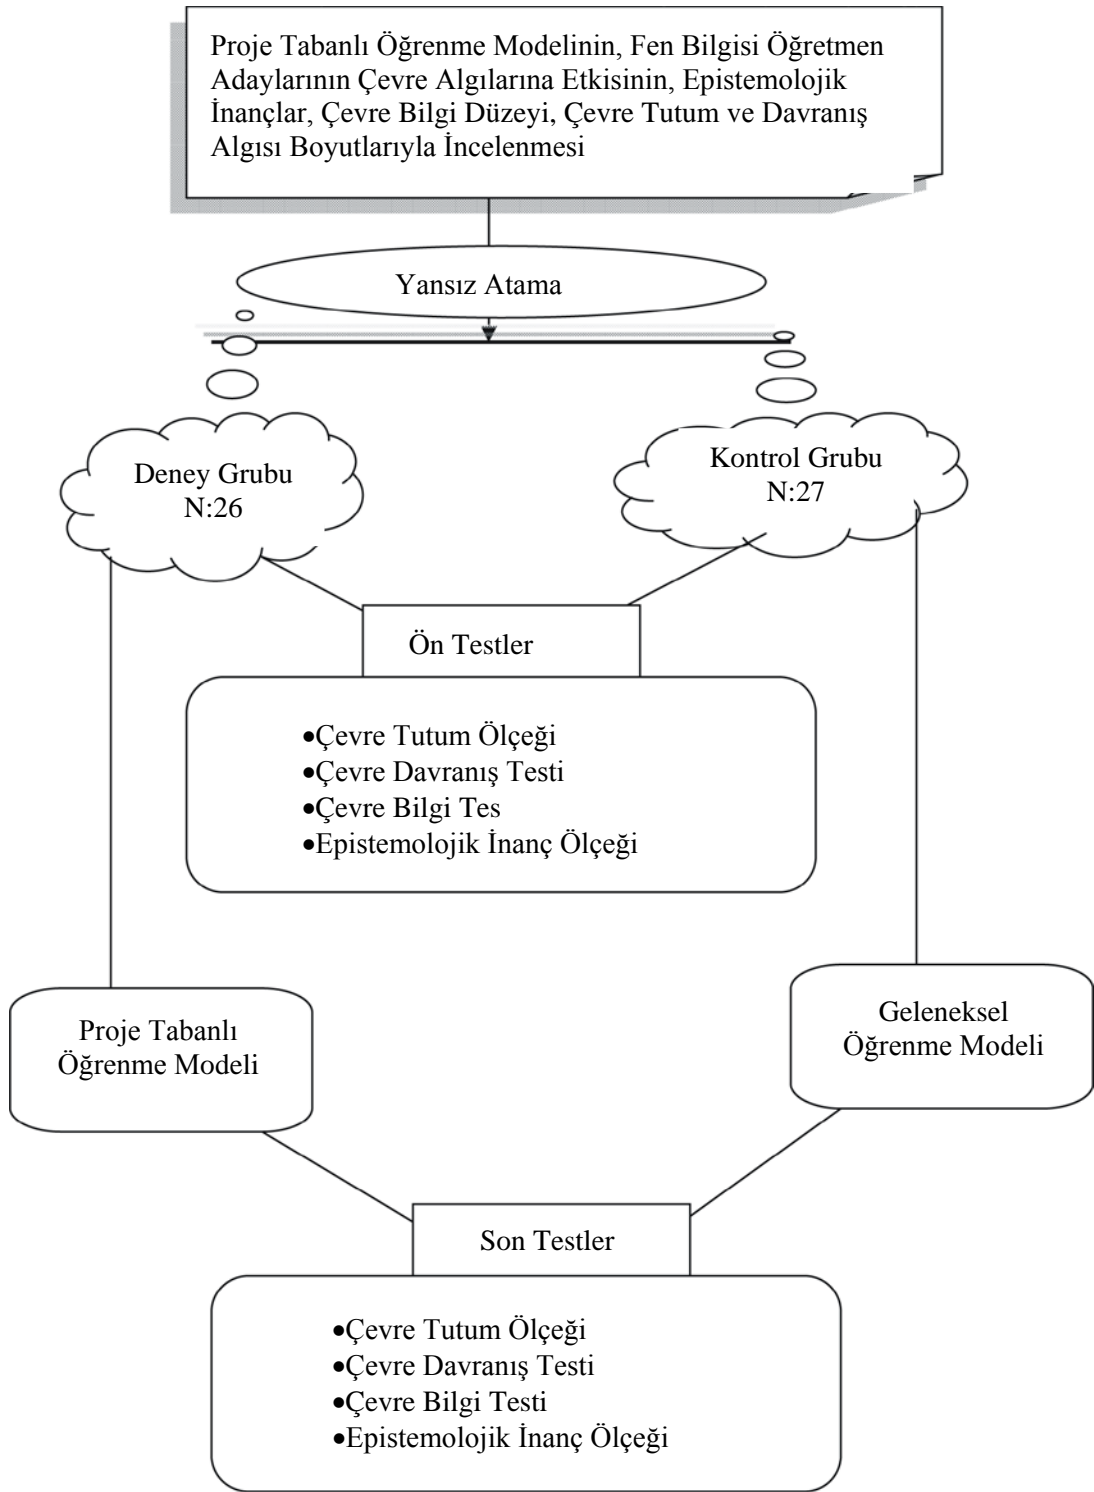 Proje Tabanlı Öğrenme Modelinin, Fen Bilgisi Öğretmen
Adaylarının Çevre Algılarına Etkisinin, Epistemolojik
İnançlar, Çevre Bilgi Düzeyi, Çevre Tutum ve Davranış
Algısı Boyutlarıyla İncelenmesi
Yansız Atama
Deney Grubu
N:26
Kontrol Grubu
N:27
Ön Testler
•Çevre Tutum Ölçeği
•Çevre Davranış Testi
•Çevre Bilgi Tes
•Epistemolojik İnanç Ölçeği
Proje Tabanlı
Öğrenme Modeli
Geleneksel
Öğrenme Modeli
Son Testler
•Çevre Tutum Ölçeği
•Çevre Davranış Testi
•Çevre Bilgi Testi
•Epistemolojik İnanç Ölçeği